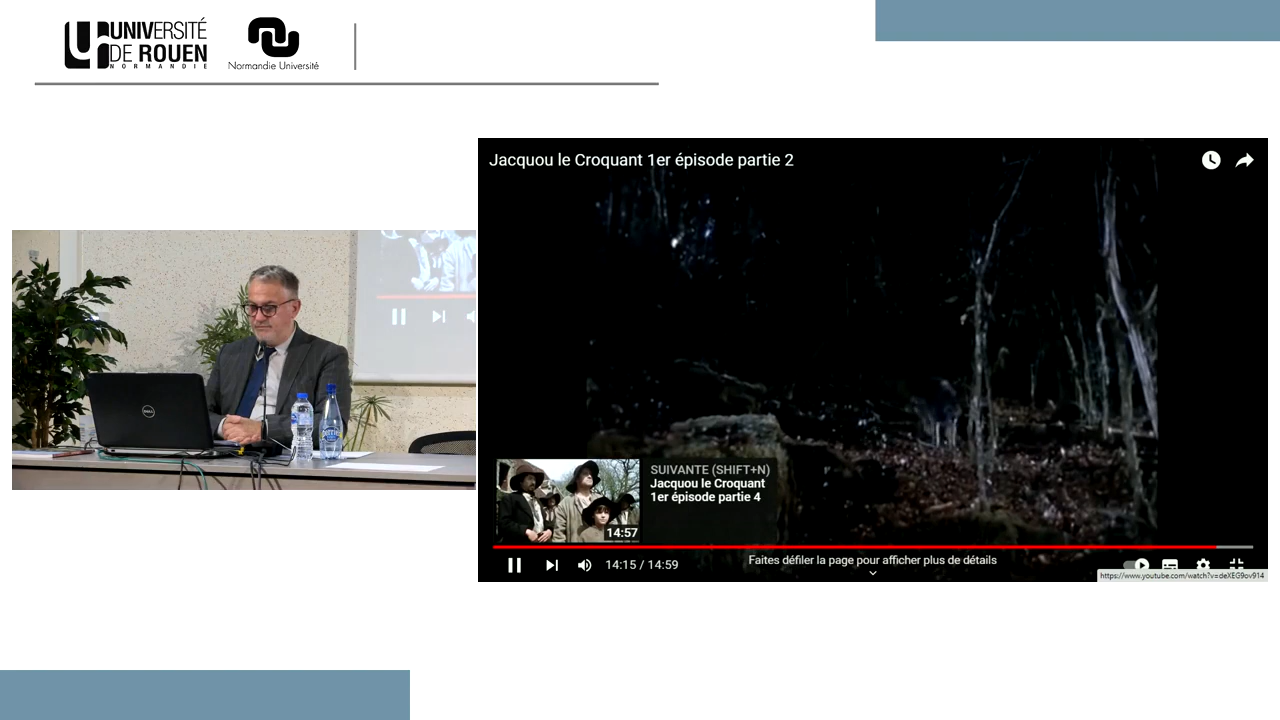 UNIVERSITÉ
DE ROUEN
NORMANDIE
Normandie Université
Jacquou le Croquant 1er épisode partie 2
DELL
SUIVANTE (SHIFT+N)
Jacquou le Croquant
1er épisode partie 4
14:57
14:15 / 14:59
Faites défiler la page pour afficher plus de détails
https://www.youtube.com/watch?v=deXEG9ov914